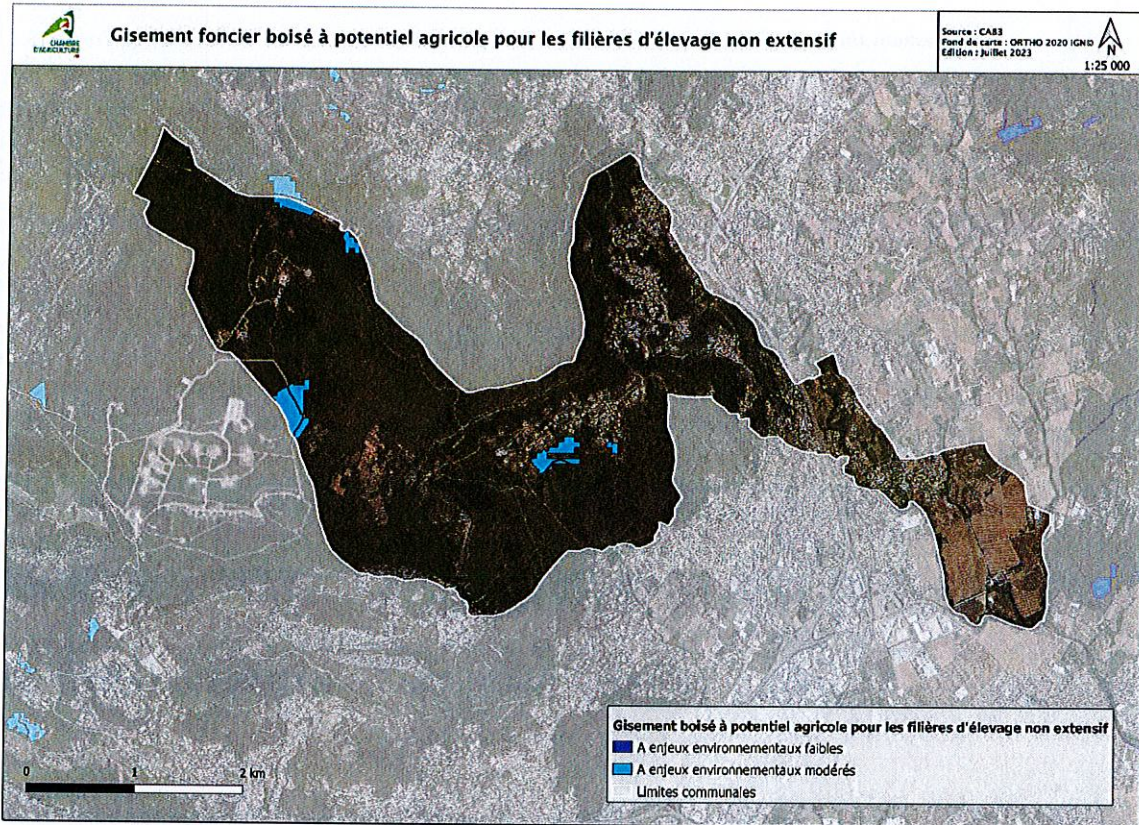 CHAMBRE
D'AGRICULTURE
Gisement foncier boisé à potentiel agricole pour les filières d'élevage non extensif
Source : CA83
Fond de carte : ORTHO 2020 IGN©
Edition : Juillet 2023
N
1:25 000
Gisement boisé à potentiel agricole pour les filières d'élevage non extensif
A enjeux environnementaux faibles
A enjeux environnementaux modérés
Limites communales
0 1 2 km